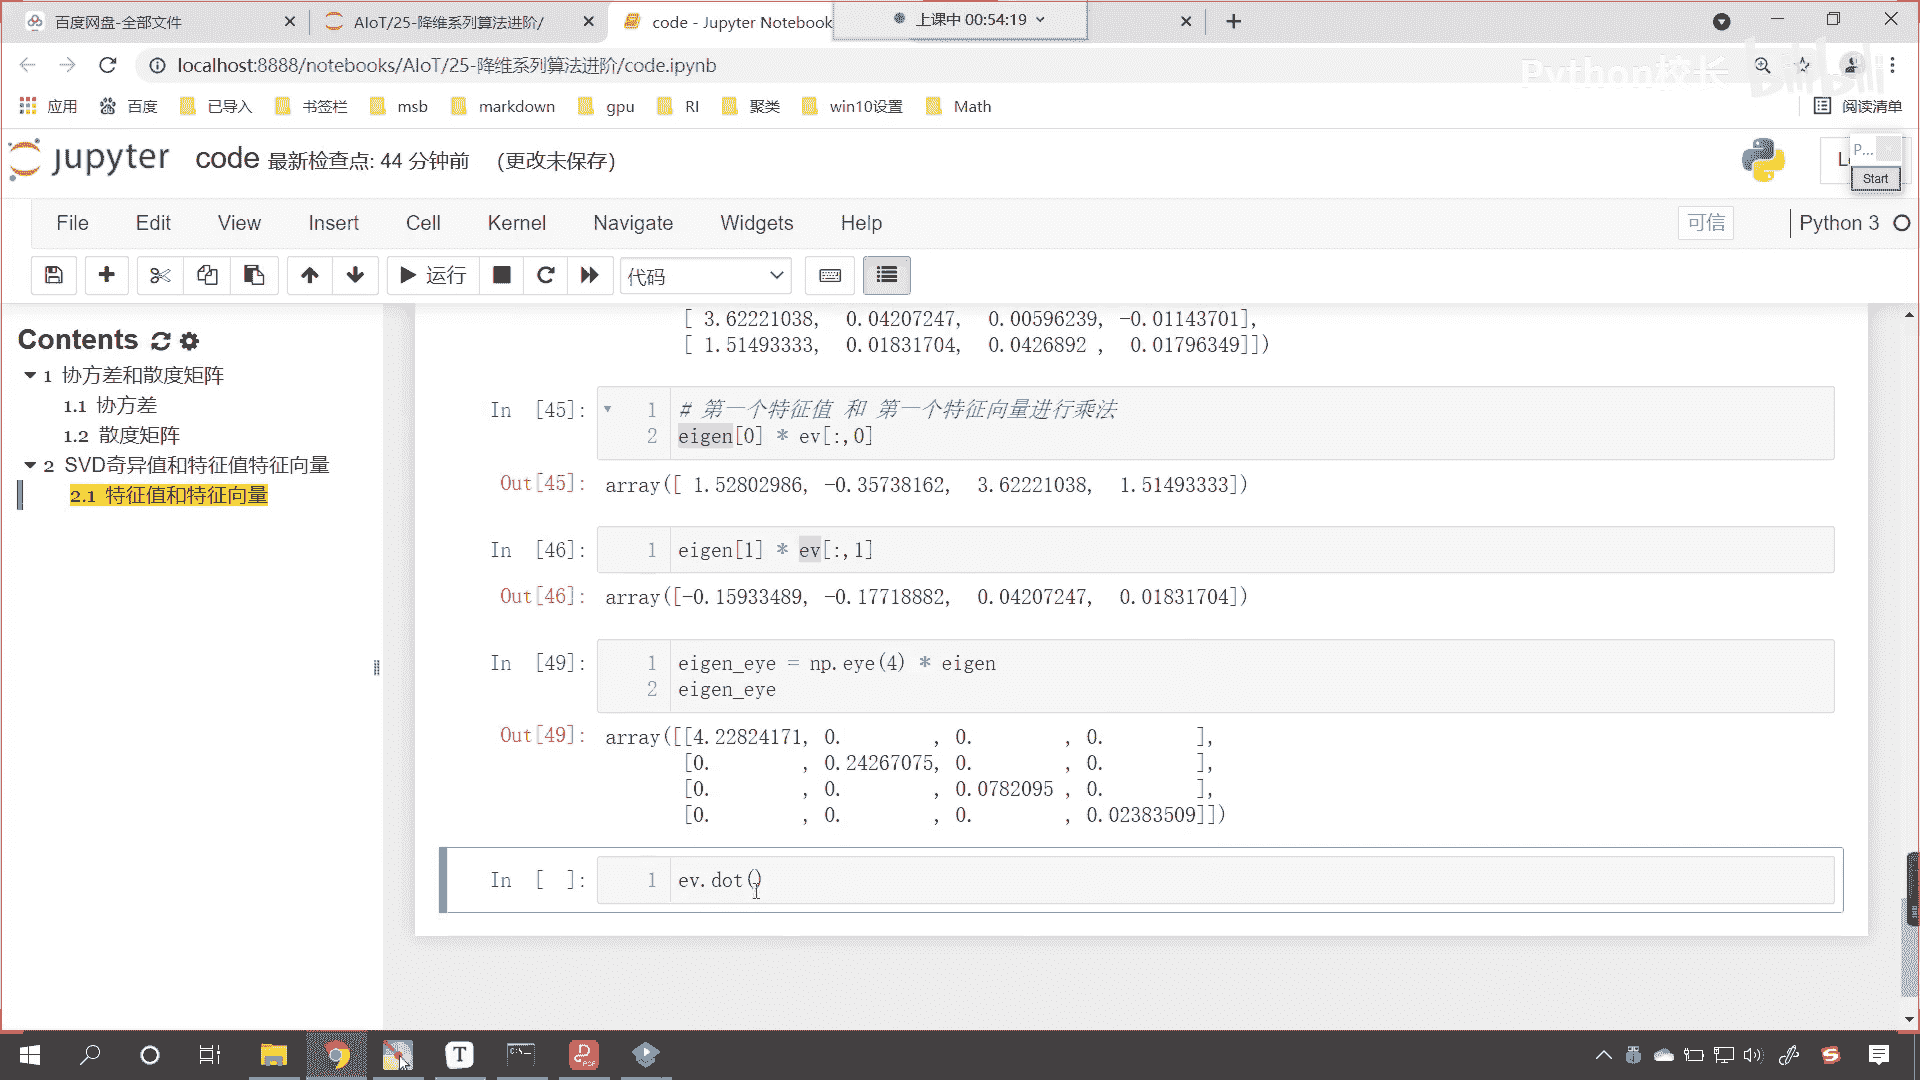 百度网盘-全部文件
AIoT/25-降维系列算法进阶/
code - Jupyter Notebook
上课中 00:54:19
localhost:8888/notebooks/AIoT/25-降维系列算法进阶/code.ipynb
Python校长
bilibili
应用
百度
已导入
书签栏
msb
markdown
gpu
RI
聚类
win10设置
Math
阅读清单
jupyter
code 最新检查点: 44 分钟前 (更改未保存)
P...
Start
File Edit View Insert Cell Kernel Navigate Widgets Help
可信
Python 3
运行
代码
Contents
1 协方差和散度矩阵
1.1 协方差
1.2 散度矩阵
2 SVD奇异值和特征值特征向量
2.1 特征值和特征向量
[ 3.62221038, 0.04207247, 0.00596239, -0.01143701],
[ 1.51493333, 0.01831704, 0.0426892 , 0.01796349]])
In [45]: 1 # 第一个特征值 和 第一个特征向量进行乘法
2 eigen[0] * ev[:,0]
Out[45]: array([ 1.52802986, -0.35738162, 3.62221038, 1.51493333])
In [46]: 1 eigen[1] * ev[:,1]
Out[46]: array([-0.15933489, -0.17718882, 0.04207247, 0.01831704])
In [49]: 1 eigen_eye = np.eye(4) * eigen
2 eigen_eye
Out[49]: array([[4.22824171, 0. , 0. , 0. ],
[0. , 0.24267075, 0. , 0. ],
[0. , 0. , 0.0782095 , 0. ],
[0. , 0. , 0. , 0.02383509]])
In [ ]: 1 ev.dot()